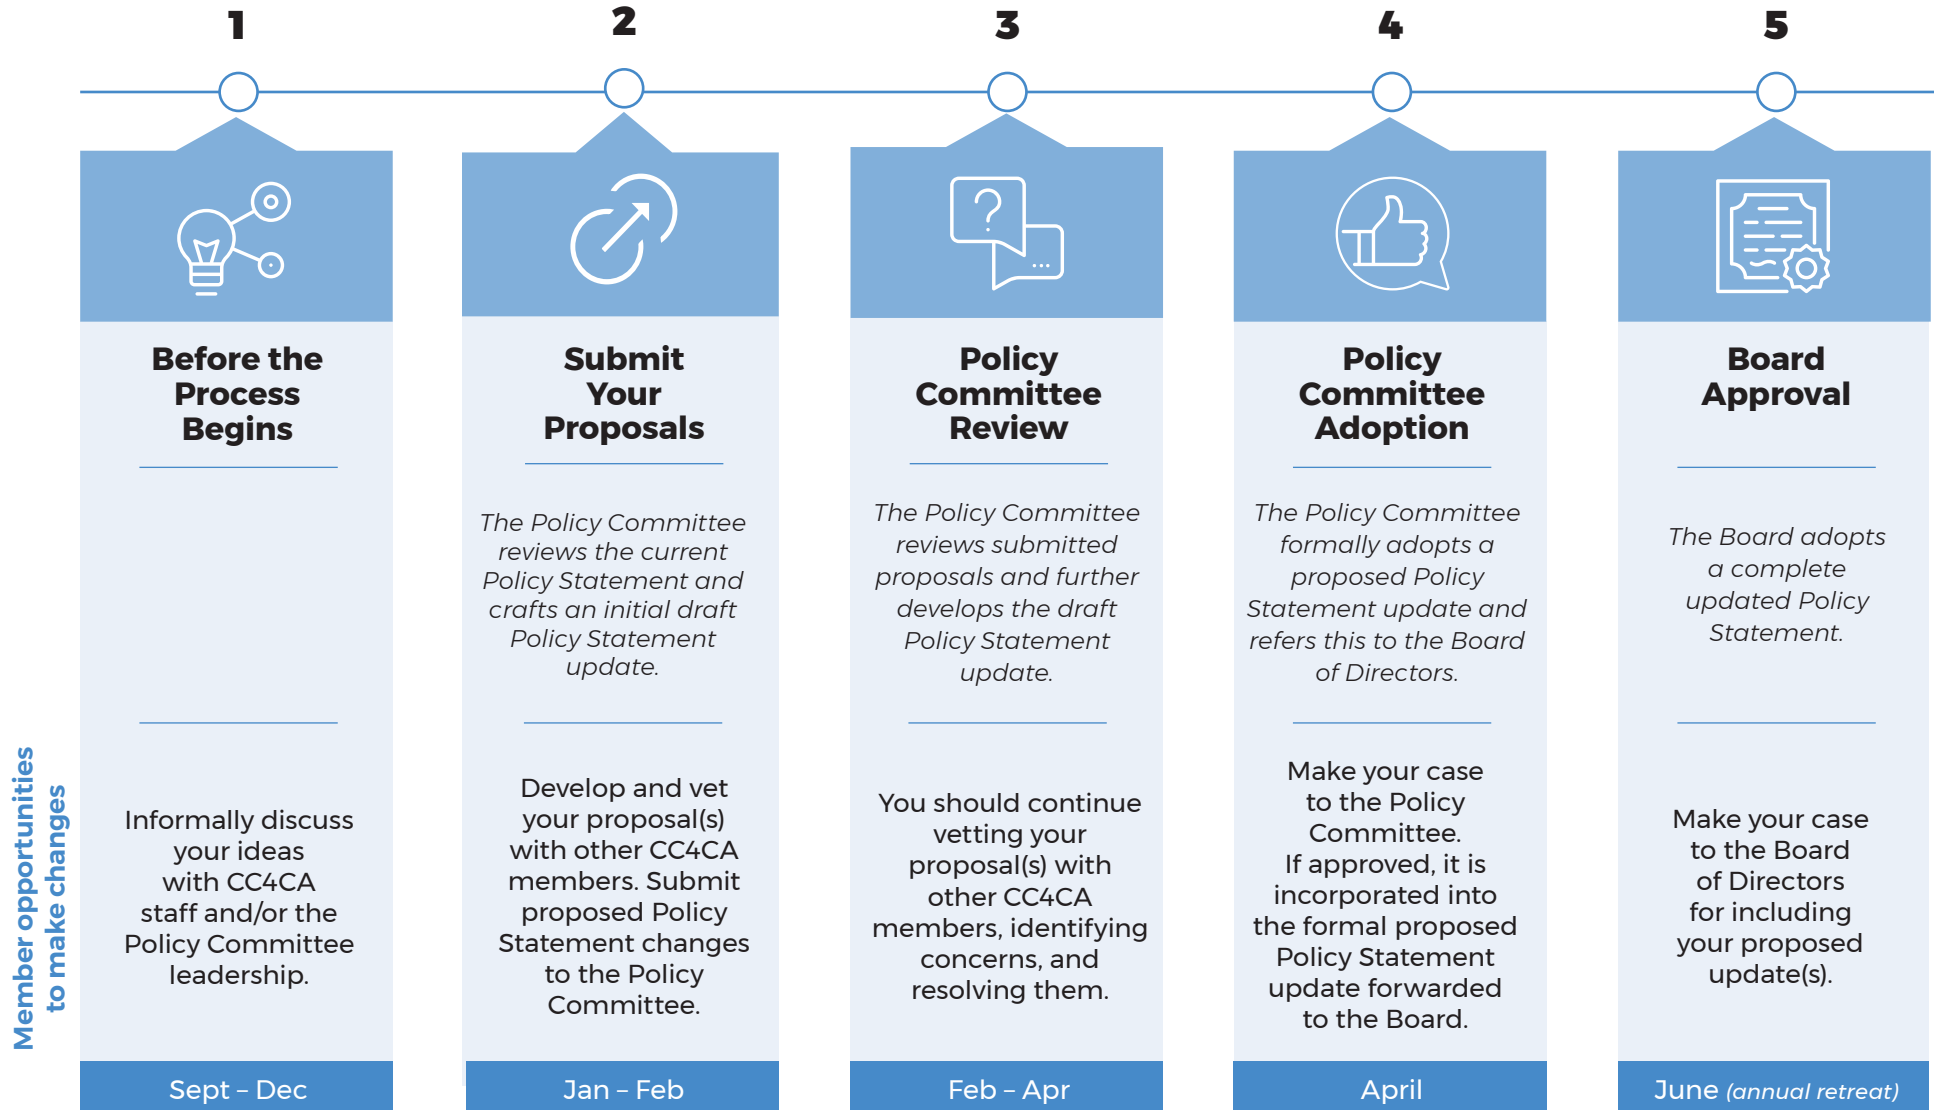 1
Before the
Process
Begins
Informally discuss
your ideas
with CC4CA
staff and/or the
Policy Committee
leadership.
Sept – Dec
2
Submit
Your
Proposals
The Policy Committee
reviews the current
Policy Statement and
crafts an initial draft
Policy Statement
update.
Develop and vet
your proposal(s)
with other CC4CA
members. Submit
proposed Policy
Statement changes
to the Policy
Committee.
Jan – Feb
3
Policy
Committee
Review
The Policy Committee
reviews submitted
proposals and further
develops the draft
Policy Statement
update.
You should continue
vetting your
proposal(s) with
other CC4CA
members, identifying
concerns, and
resolving them.
Feb – Apr
4
Policy
Committee
Adoption
The Policy Committee
formally adopts a
proposed Policy
Statement update and
refers this to the Board
of Directors.
Make your case
to the Policy
Committee.
If approved, it is
incorporated into
the formal proposed
Policy Statement
update forwarded
to the Board.
April
5
Board
Approval
The Board adopts
a complete
updated Policy
Statement.
Make your case
to the Board
of Directors
for including
your proposed
update(s).
June (annual retreat)
Member opportunities
to make changes